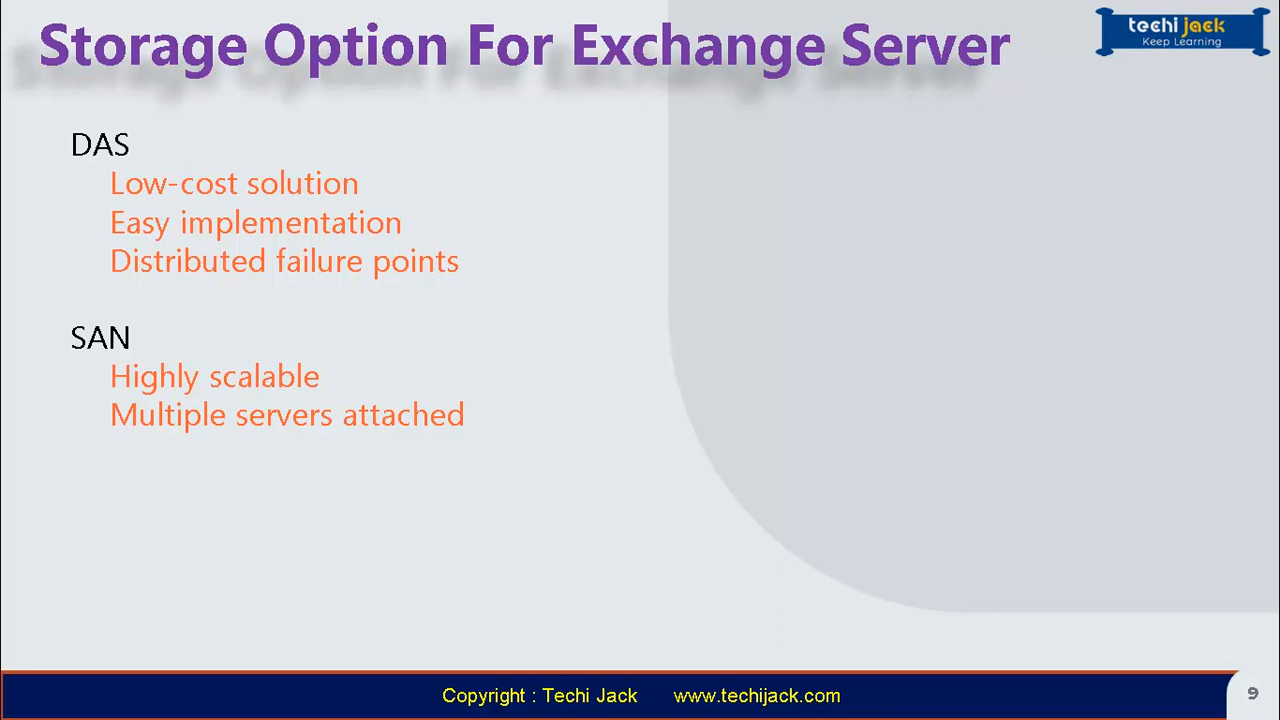 Storage Option For Exchange Server
techi jack
Keep Learning
DAS
Low-cost solution
Easy implementation
Distributed failure points
SAN
Highly scalable
Multiple servers attached
Copyright : Techi Jack www.techijack.com
9